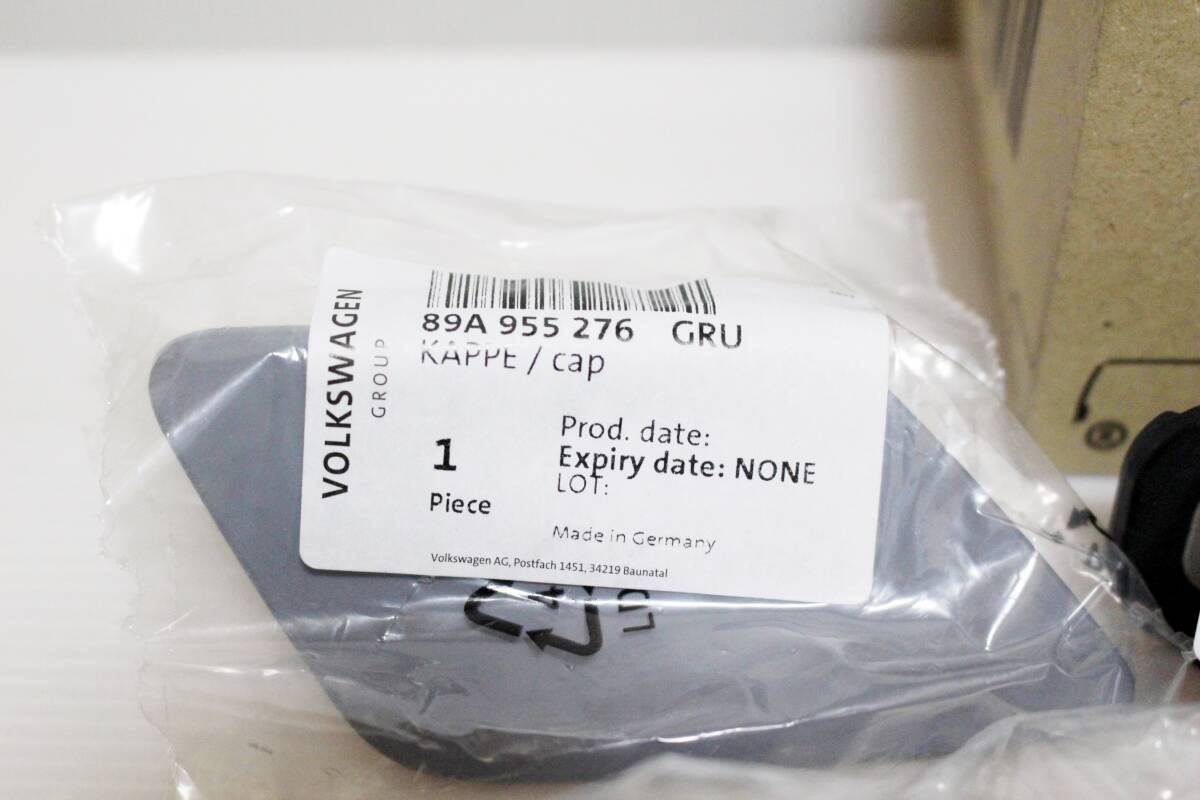 VOLKSWAGEN
GROUP
89A 955 276 GRU
KAPPE / cap
1
Piece
Prod. date:
Expiry date: NONE
LOT:
Made in Germany
Volkswagen AG, Postfach 1451, 34219 Baunatal